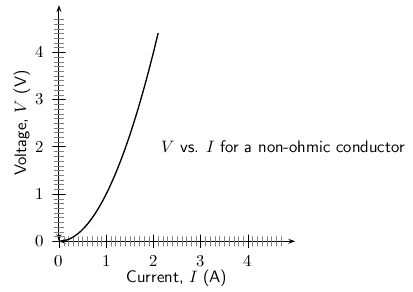 4
3
Voltage, V (V)
2
V vs. I for a non-ohmic conductor
1
0
0 1 2 3 4
Current, I (A)